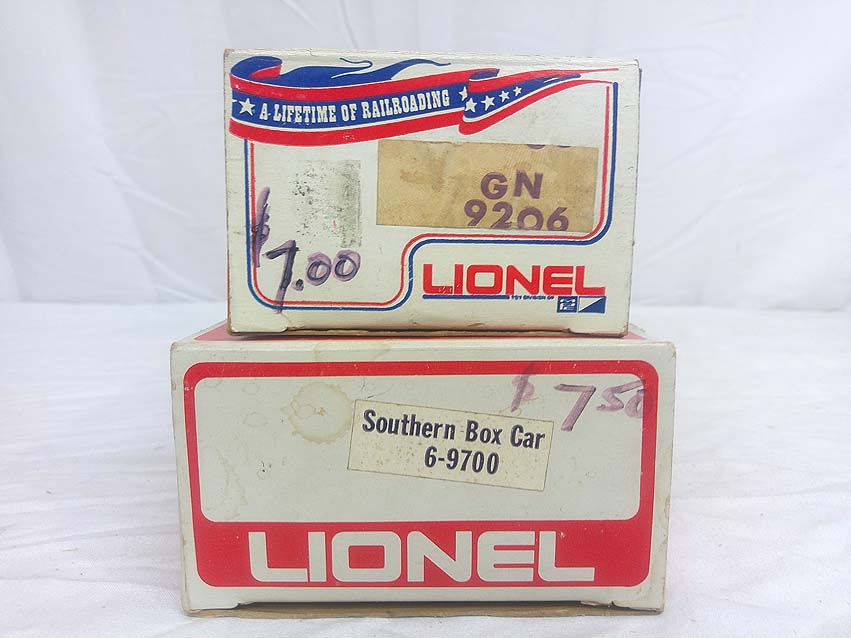 A LIFETIME OF RAILROADING
GN
9206
$7.00
LIONEL
Southern Box Car
6-9700
$7.50
LIONEL